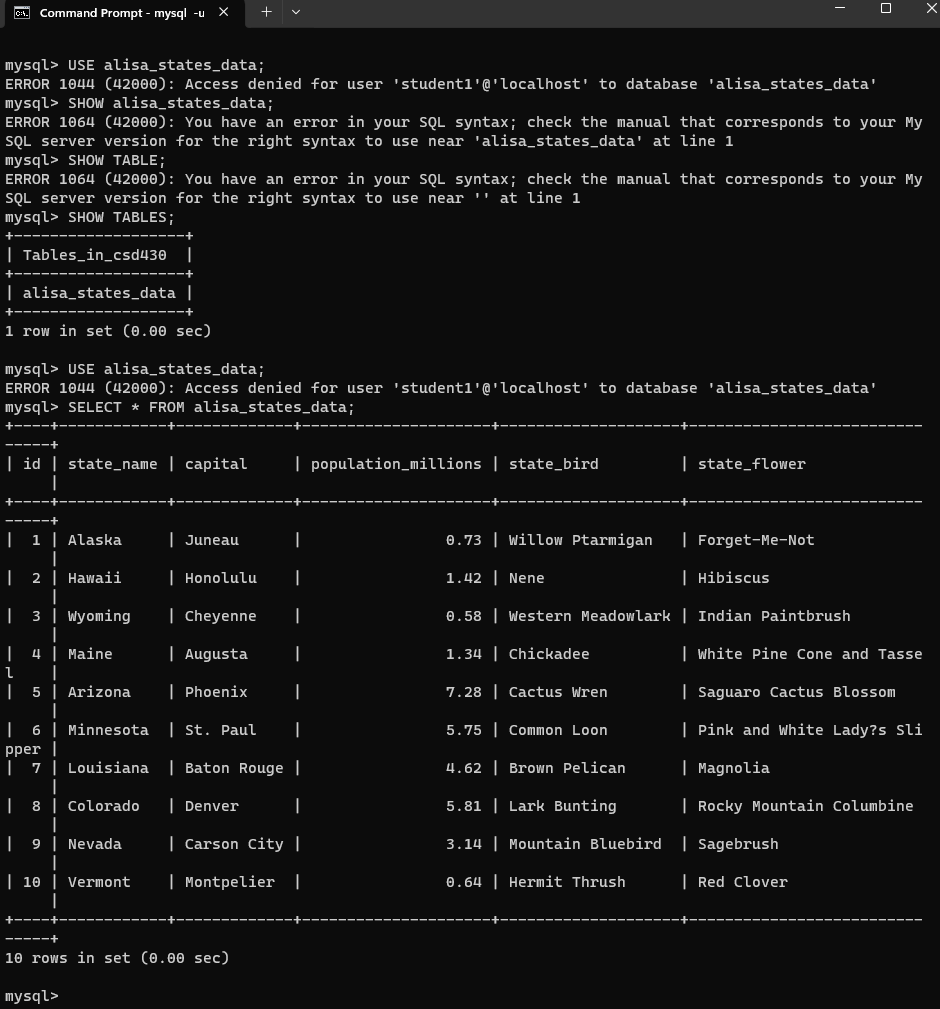 Command Prompt - mysql -u
mysql> USE alisa_states_data;
ERROR 1044 (42000): Access denied for user 'student1'@'localhost' to database 'alisa_states_data'
mysql> SHOW alisa_states_data;
ERROR 1064 (42000): You have an error in your SQL syntax; check the manual that corresponds to your My
SQL server version for the right syntax to use near 'alisa_states_data' at line 1
mysql> SHOW TABLE;
ERROR 1064 (42000): You have an error in your SQL syntax; check the manual that corresponds to your My
SQL server version for the right syntax to use near '' at line 1
mysql> SHOW TABLES;
+-------------------+
| Tables_in_csd430  |
+-------------------+
| alisa_states_data |
+-------------------+
1 row in set (0.00 sec)
mysql> USE alisa_states_data;
ERROR 1044 (42000): Access denied for user 'student1'@'localhost' to database 'alisa_states_data'
mysql> SELECT * FROM alisa_states_data;
+----+------------+-------------+---------------------+--------------------+--------------------------
-----+
| id | state_name | capital     | population_millions | state_bird         | state_flower
     |
+----+------------+-------------+---------------------+--------------------+--------------------------
-----+
|  1 | Alaska     | Juneau      |                0.73 | Willow Ptarmigan   | Forget-Me-Not
     |
|  2 | Hawaii     | Honolulu    |                1.42 | Nene               | Hibiscus
     |
|  3 | Wyoming    | Cheyenne    |                0.58 | Western Meadowlark | Indian Paintbrush
     |
|  4 | Maine      | Augusta     |                1.34 | Chickadee          | White Pine Cone and Tasse
l    |
|  5 | Arizona    | Phoenix     |                7.28 | Cactus Wren        | Saguaro Cactus Blossom
     |
|  6 | Minnesota  | St. Paul    |                5.75 | Common Loon        | Pink and White Lady?s Sli
pper |
|  7 | Louisiana  | Baton Rouge |                4.62 | Brown Pelican      | Magnolia
     |
|  8 | Colorado   | Denver      |                5.81 | Lark Bunting       | Rocky Mountain Columbine
     |
|  9 | Nevada     | Carson City |                3.14 | Mountain Bluebird  | Sagebrush
     |
| 10 | Vermont    | Montpelier  |                0.64 | Hermit Thrush      | Red Clover
     |
+----+------------+-------------+---------------------+--------------------+--------------------------
-----+
10 rows in set (0.00 sec)
mysql>